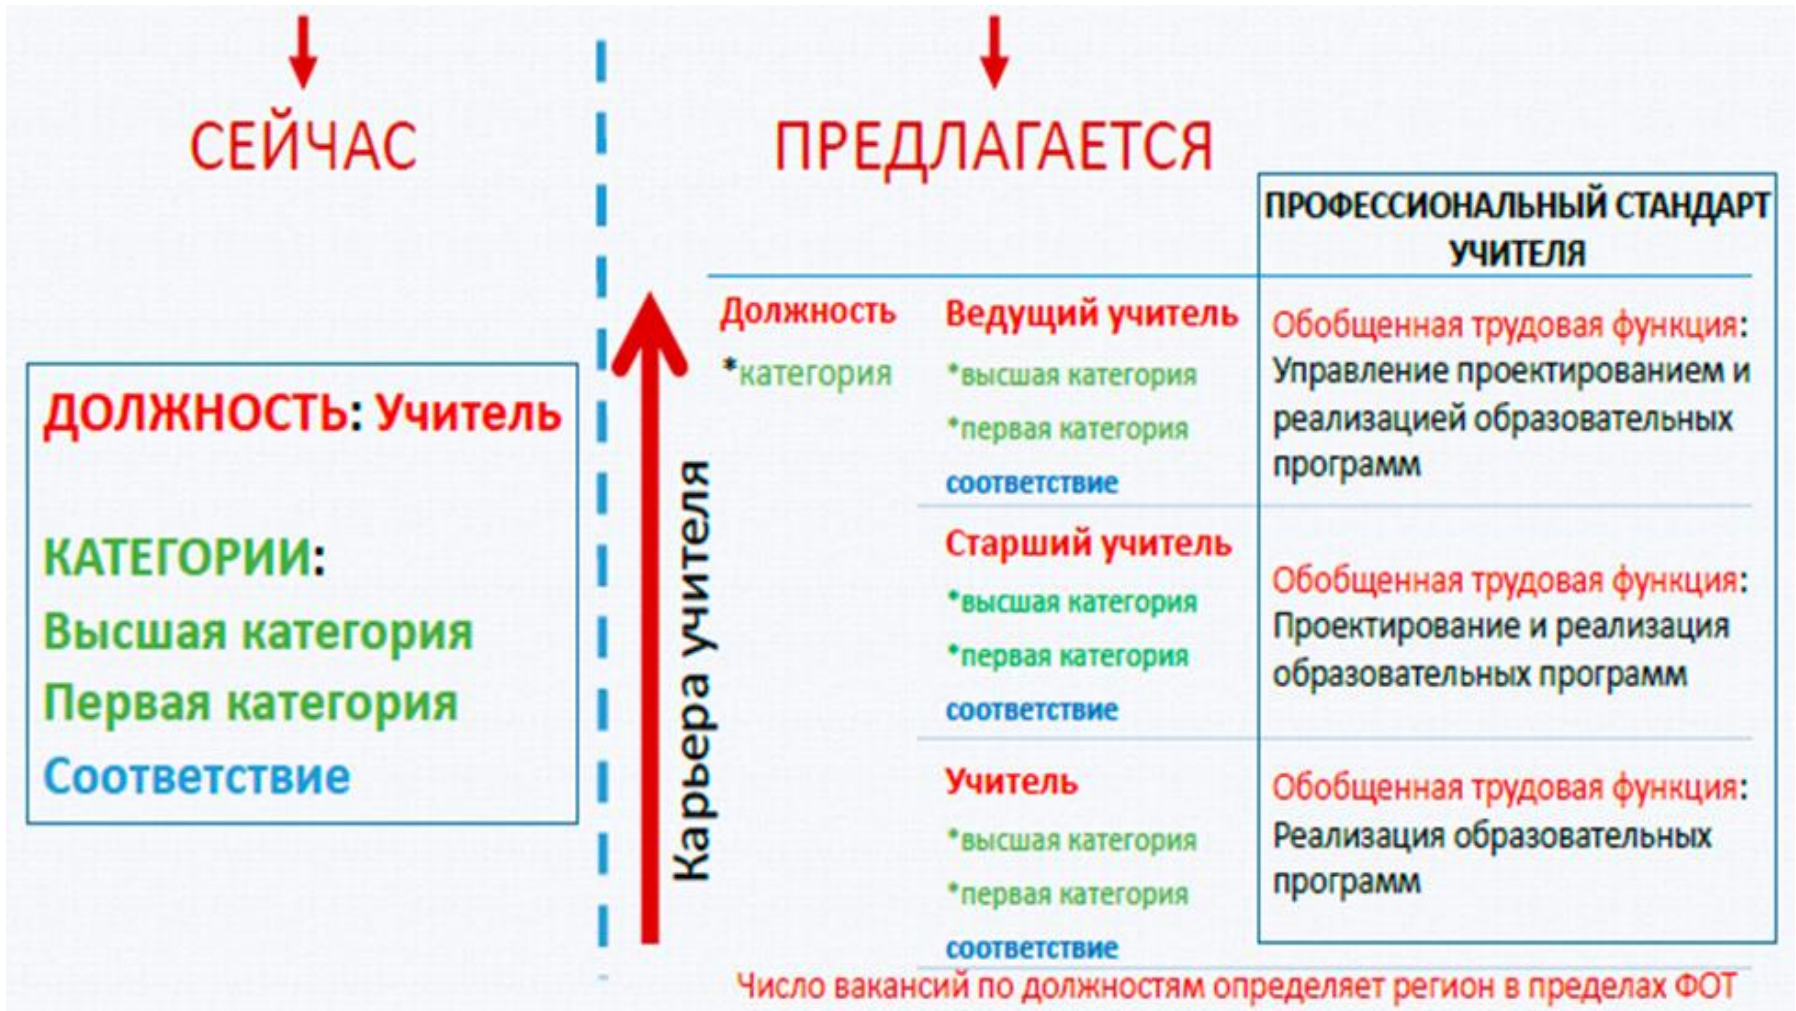 СЕЙЧАС
ДОЛЖНОСТЬ: Учитель
КАТЕГОРИИ:
Высшая категория
Первая категория
Соответствие
ПРЕДЛАГАЕТСЯ
Карьера учителя
Должность
*категория
Ведущий учитель
*высшая категория
*первая категория
соответствие
Старший учитель
*высшая категория
*первая категория
соответствие
Учитель
*высшая категория
*первая категория
соответствие
ПРОФЕССИОНАЛЬНЫЙ СТАНДАРТ
УЧИТЕЛЯ
Обобщенная трудовая функция:
Управление проектированием и
реализацией образовательных
программ
Обобщенная трудовая функция:
Проектирование и реализация
образовательных программ
Обобщенная трудовая функция:
Реализация образовательных
программ
Число вакансий по должностям определяет регион в пределах ФОТ